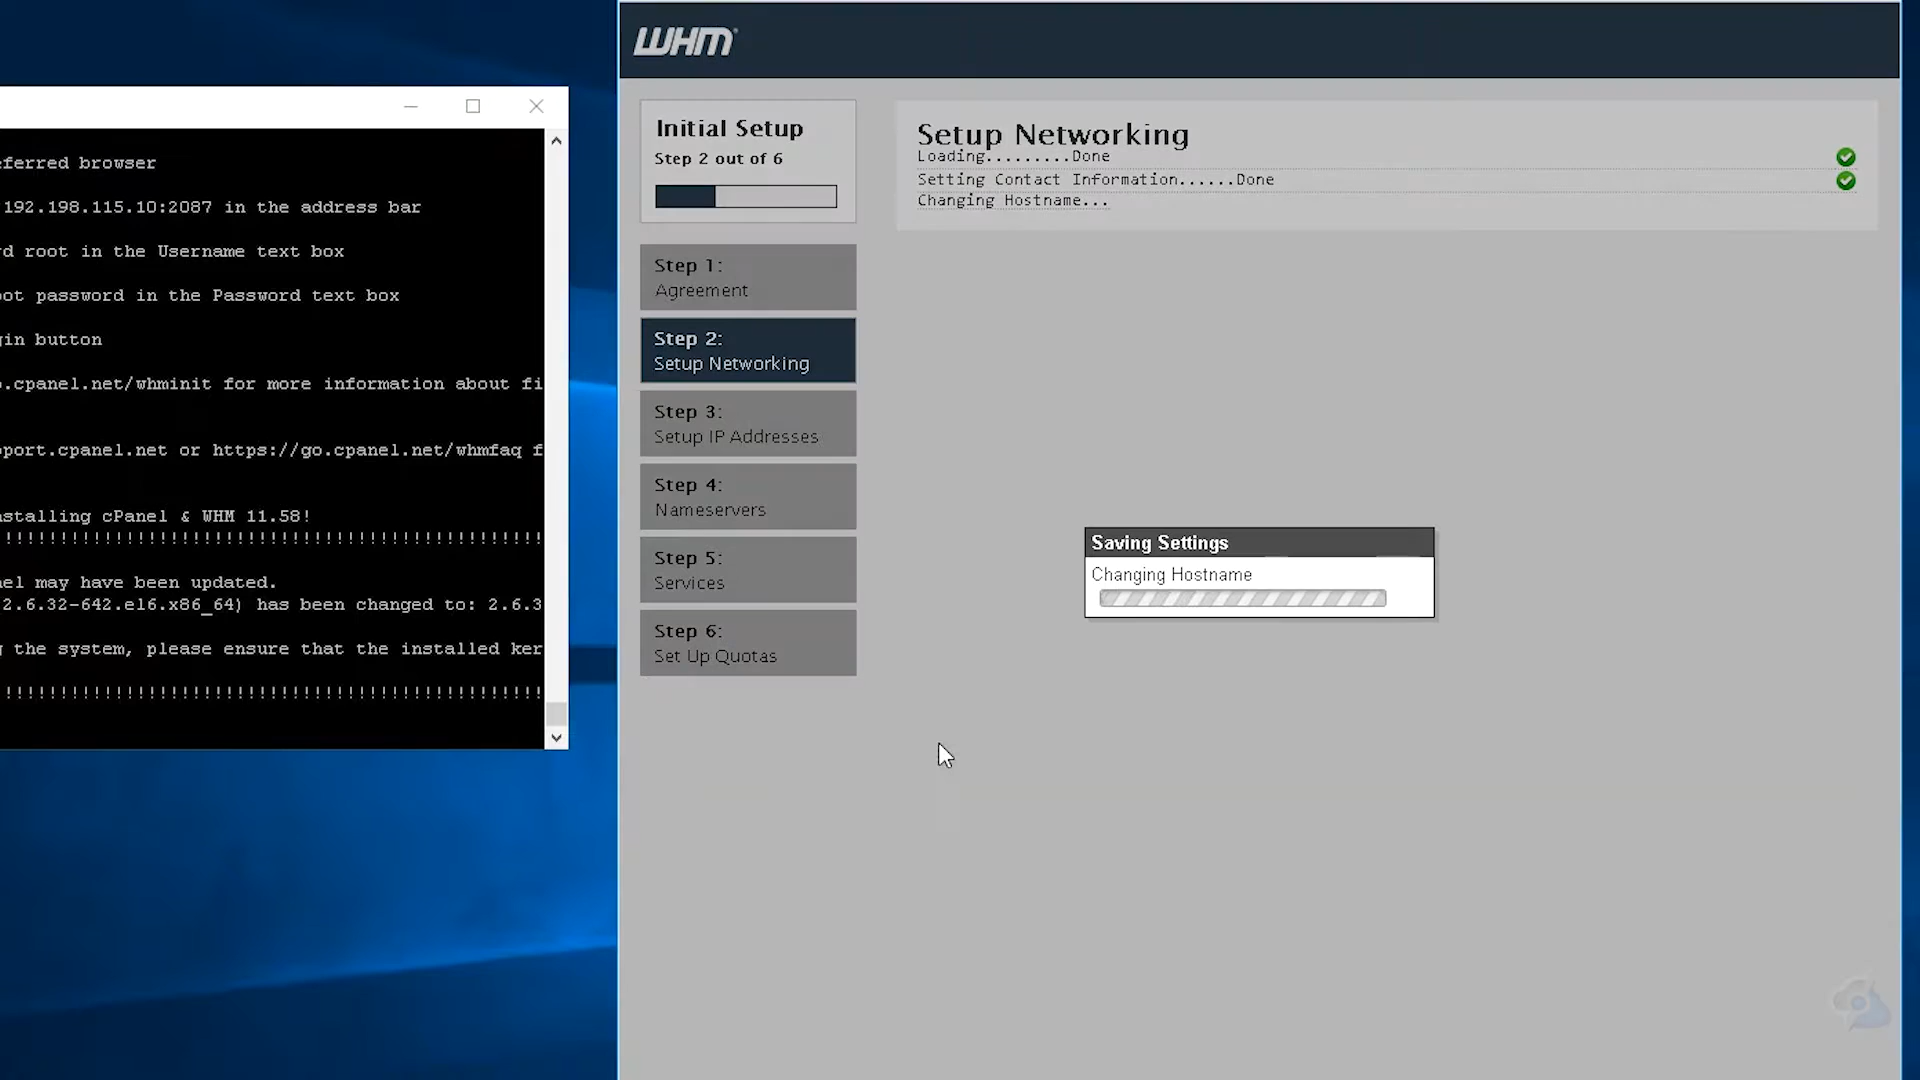 eferred browser
192.198.115.10:2087 in the address bar
d root in the Username text box
ot password in the Password text box
gin button
.cpanel.net/whminit for more information about fi
port.cpanel.net or https://go.cpanel.net/whmfaq f
stalling cPanel & WHM 11.58!
!!!!!!!!!!!!!!!!!!!!!!!!!!!!!!!!!!!!!!!!!!!!!!!!!
el may have been updated.
2.6.32-642.el6.x86_64) has been changed to: 2.6.3
the system, please ensure that the installed ker
!!!!!!!!!!!!!!!!!!!!!!!!!!!!!!!!!!!!!!!!!!!!!!!!!
WHM
Initial Setup
Step 2 out of 6
Step 1:
Agreement
Step 2:
Setup Networking
Step 3:
Setup IP Addresses
Step 4:
Nameservers
Step 5:
Services
Step 6:
Set Up Quotas
Setup Networking
Loading.........Done
Setting Contact Information......Done
Changing Hostname...
Saving Settings
Changing Hostname